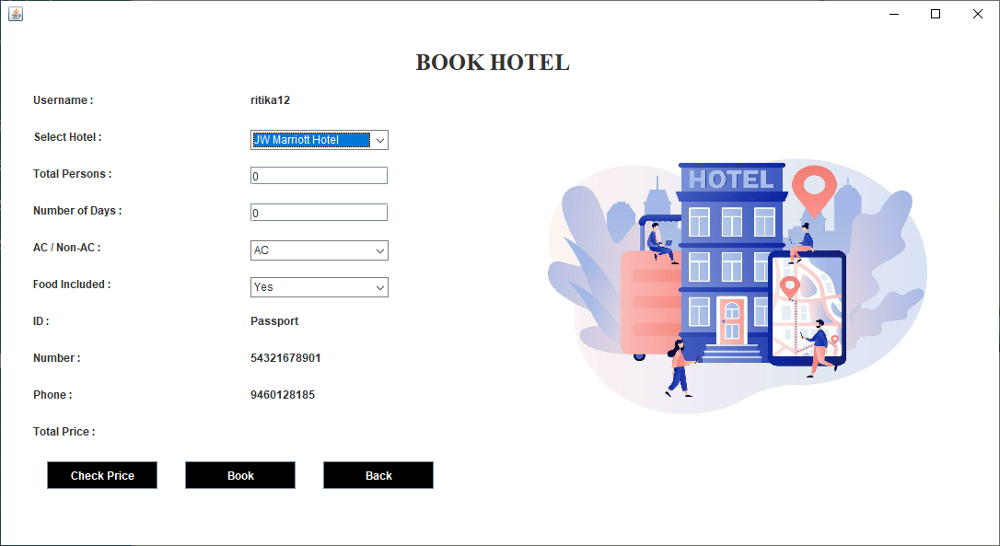 BOOK HOTEL
Username : ritika12
Select Hotel : JW Marriott Hotel
Total Persons : 0
Number of Days : 0
AC / Non-AC : AC
Food Included : Yes
ID : Passport
Number : 54321678901
Phone : 9460128185
Total Price :
Check Price Book Back
HOTEL